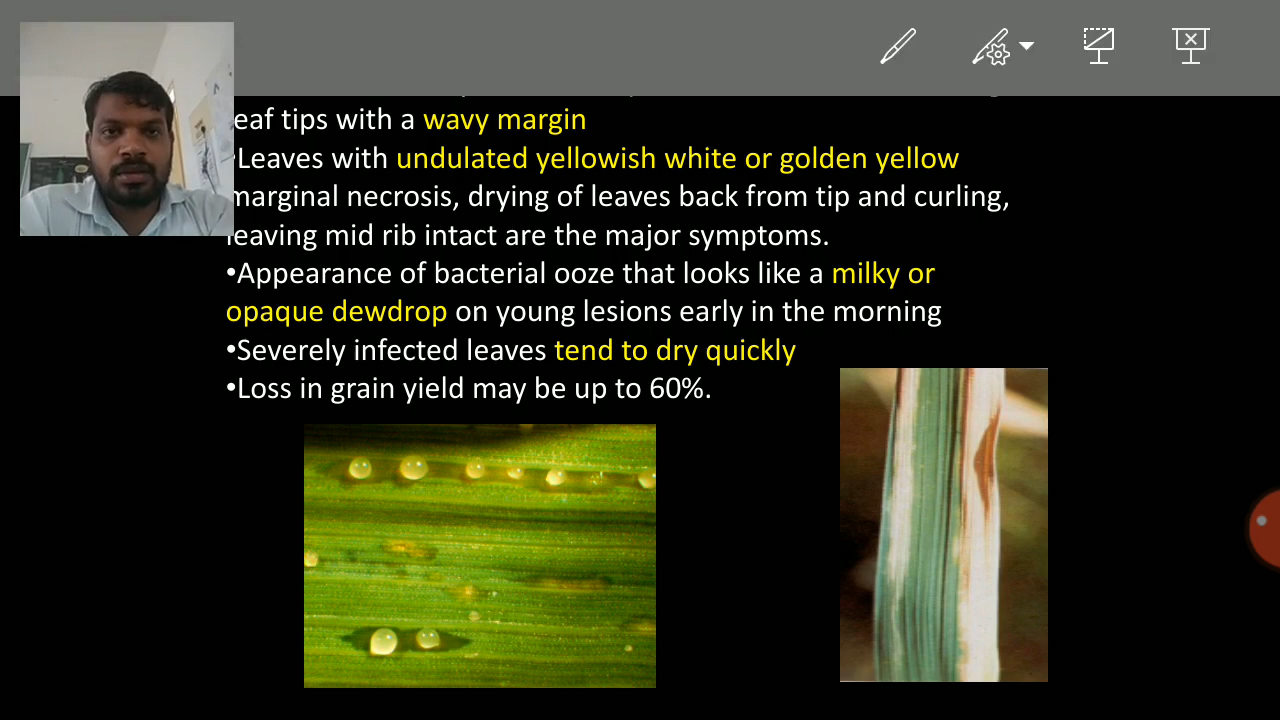 eaf tips with a wavy margin
•Leaves with undulated yellowish white or golden yellow
marginal necrosis, drying of leaves back from tip and curling,
leaving mid rib intact are the major symptoms.
•Appearance of bacterial ooze that looks like a milky or
opaque dewdrop on young lesions early in the morning
•Severely infected leaves tend to dry quickly
•Loss in grain yield may be up to 60%.